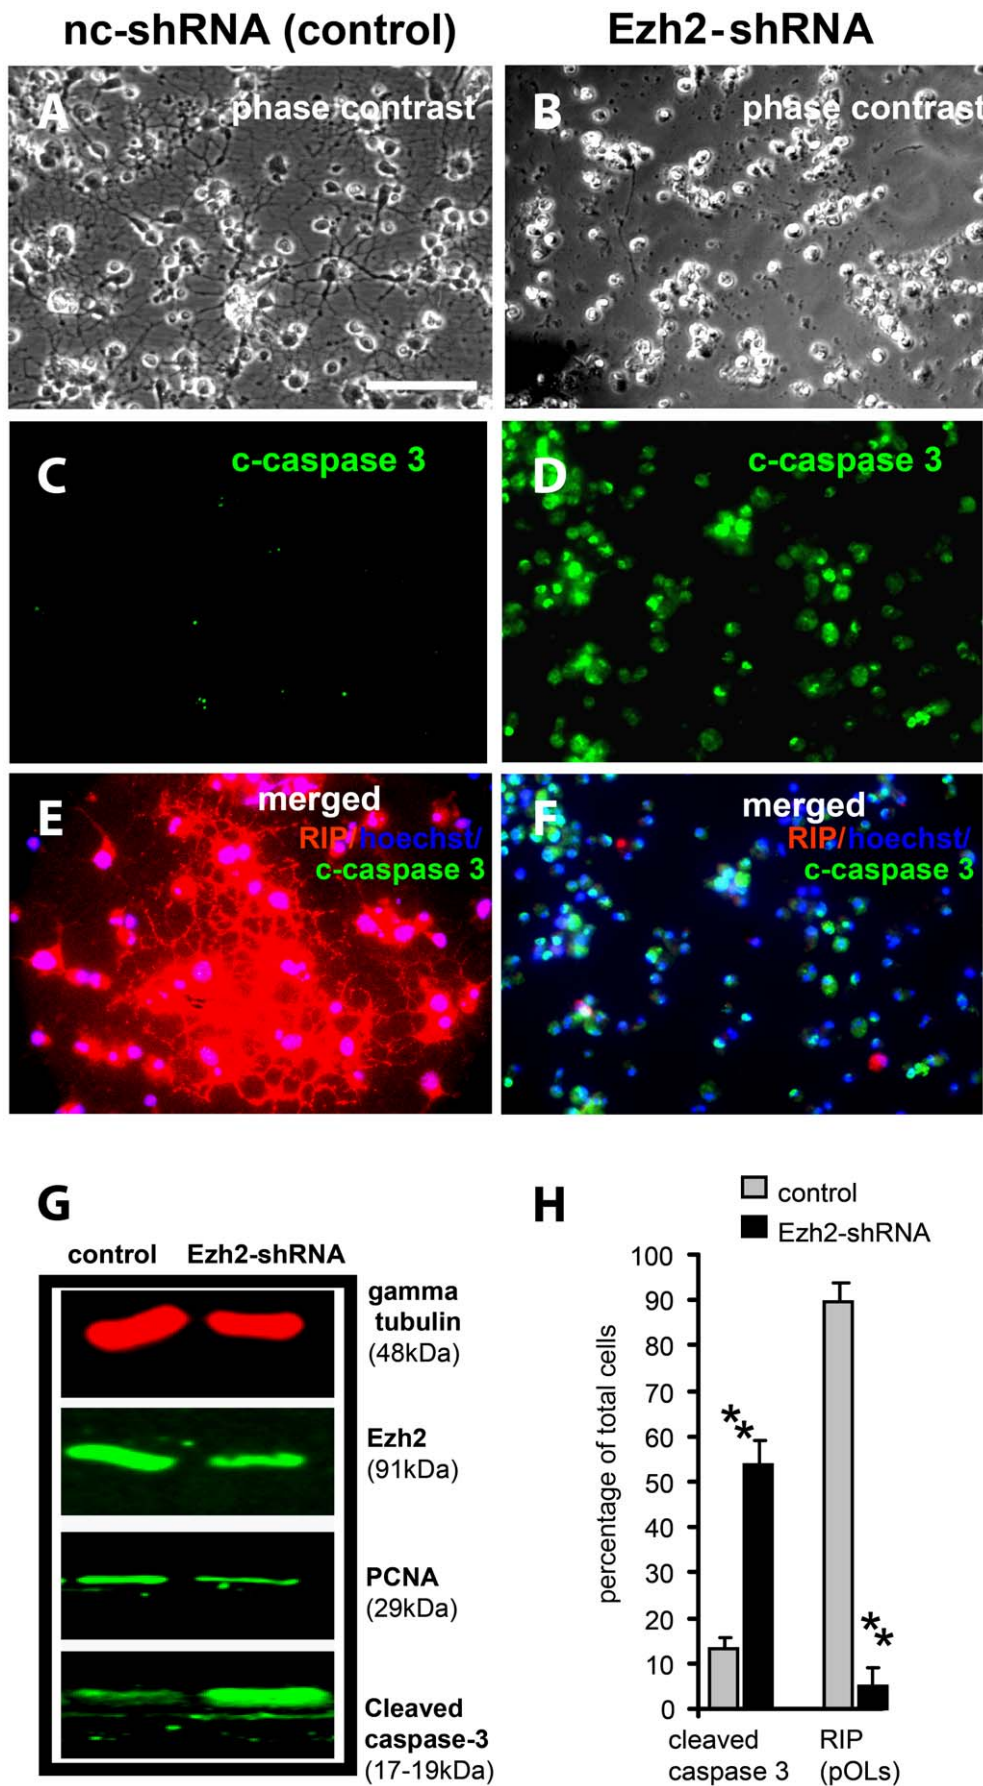 nc-shRNA (control)
Ezh2-shRNA
A
phase contrast
B
phase contrast
C
c-caspase 3
D
c-caspase 3
E
merged
RIP/hoechst/
c-caspase 3
F
merged
RIP/hoechst/
c-caspase 3
G
control
Ezh2-shRNA
gamma
tubulin
(48kDa)
Ezh2
(91kDa)
PCNA
(29kDa)
Cleaved
caspase-3
(17-19kDa)
H
control
Ezh2-shRNA
percentage of total cells
100
90
80
70
60
50
40
30
20
10
0
**
**
cleaved
caspase 3
RIP
(pOLs)